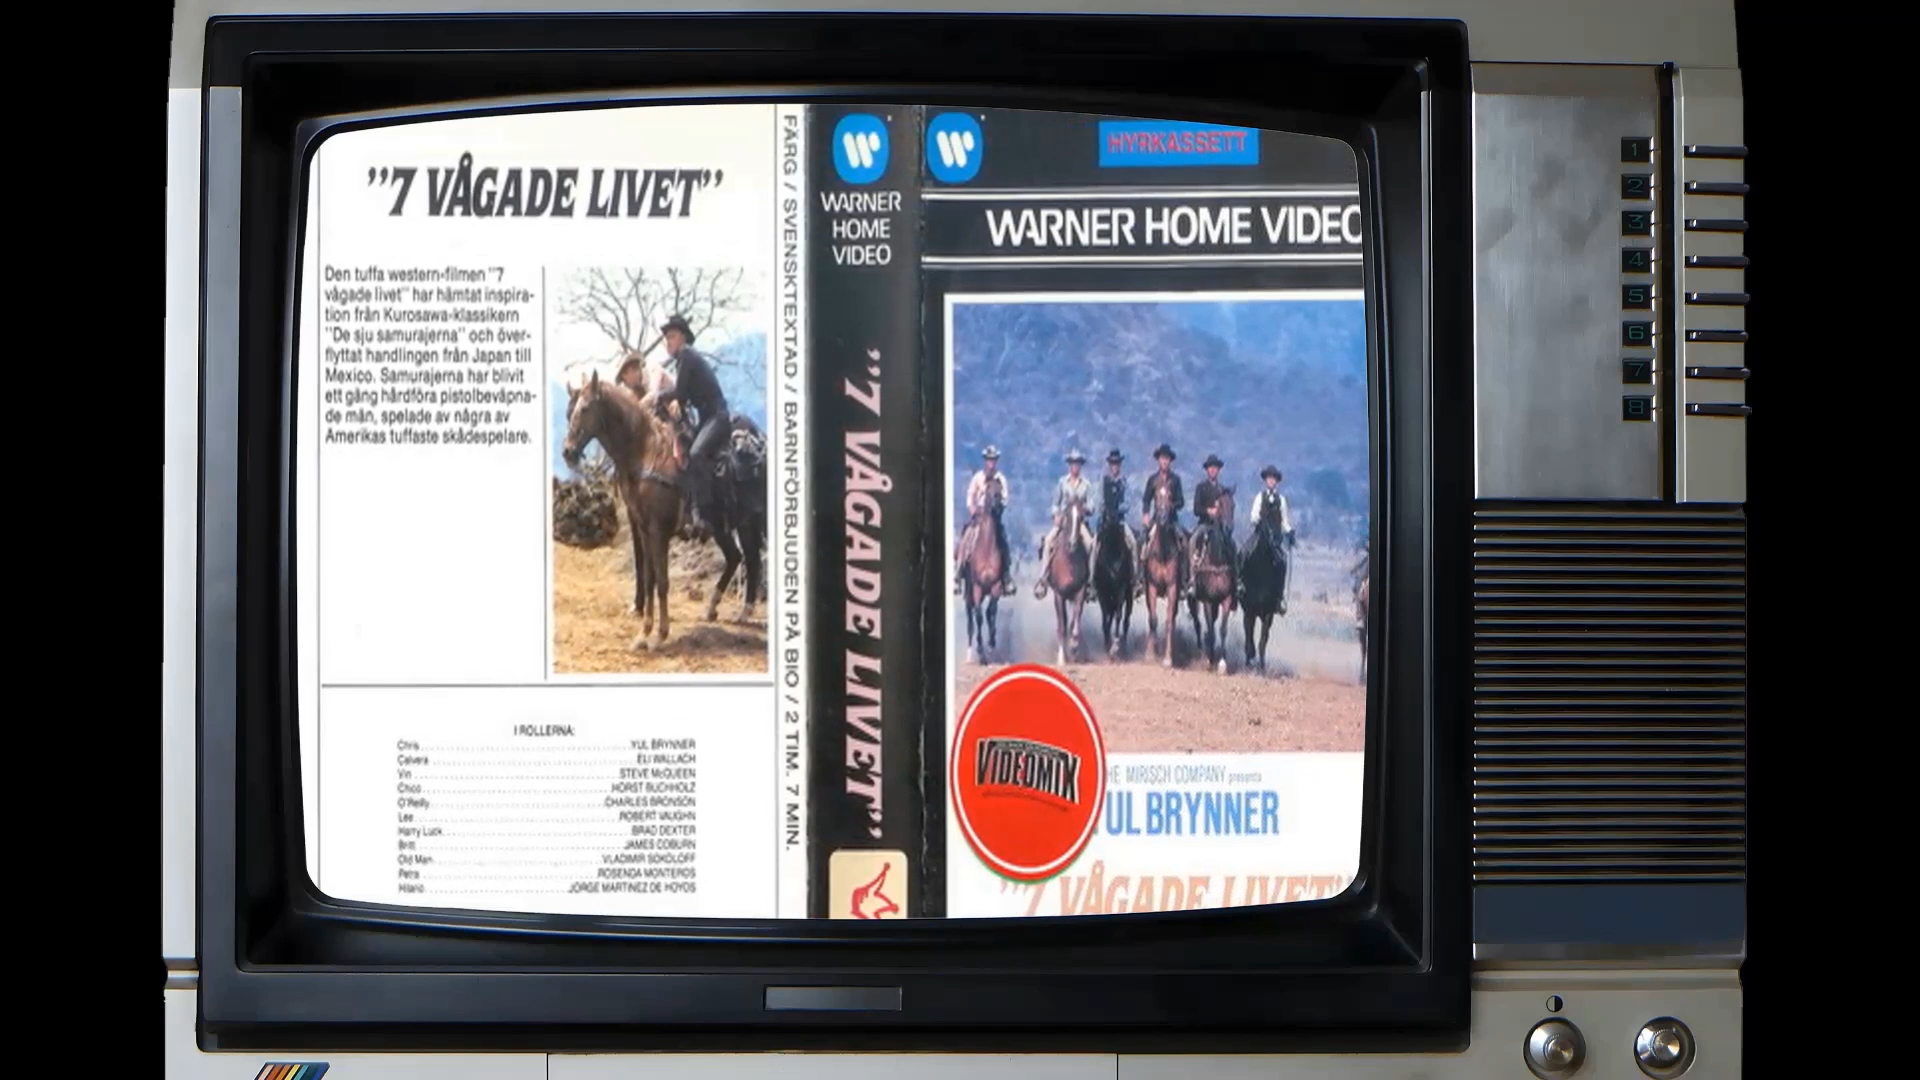 "7 VÅGADE LIVET"
Den tuffa western-filmen "7
vågade livet" har hämtat inspira-
tion från Kurosawa-klassikern
"De sju samurajerna" och över-
flyttat handlingen från Japan till
Mexico. Samurajerna har blivit
ett gäng hårdföra pistolbeväpna-
de män, spelade av några av
Amerikas tuffaste skådespelare.
I ROLLERNA:
Chris YUL BRYNNER
Calvera ELI WALLACH
Vin STEVE McQUEEN
Chico HORST BUCHHOLZ
O'Reilly CHARLES BRONSON
Lee ROBERT VAUGHN
Harry Luck BRAD DEXTER
Britt JAMES COBURN
Old Man VLADIMIR SOKOLOFF
Petra ROSENDA MONTEROS
Hilario JORGE MARTINEZ DE HOYOS
FÄRG / SVENSKTEXTAD / BARNFÖRBJUDEN PÅ BIO / 2 TIM. 7 MIN.
WARNER
HOME
VIDEO
"7 VÅGADE LIVET"
HYRKASSETT
WARNER HOME VIDEO
VIDEOMIX
THE MIRISCH COMPANY presents
YUL BRYNNER
"7 VÅGADE LIVET"
1
2
3
4
5
6
7
8